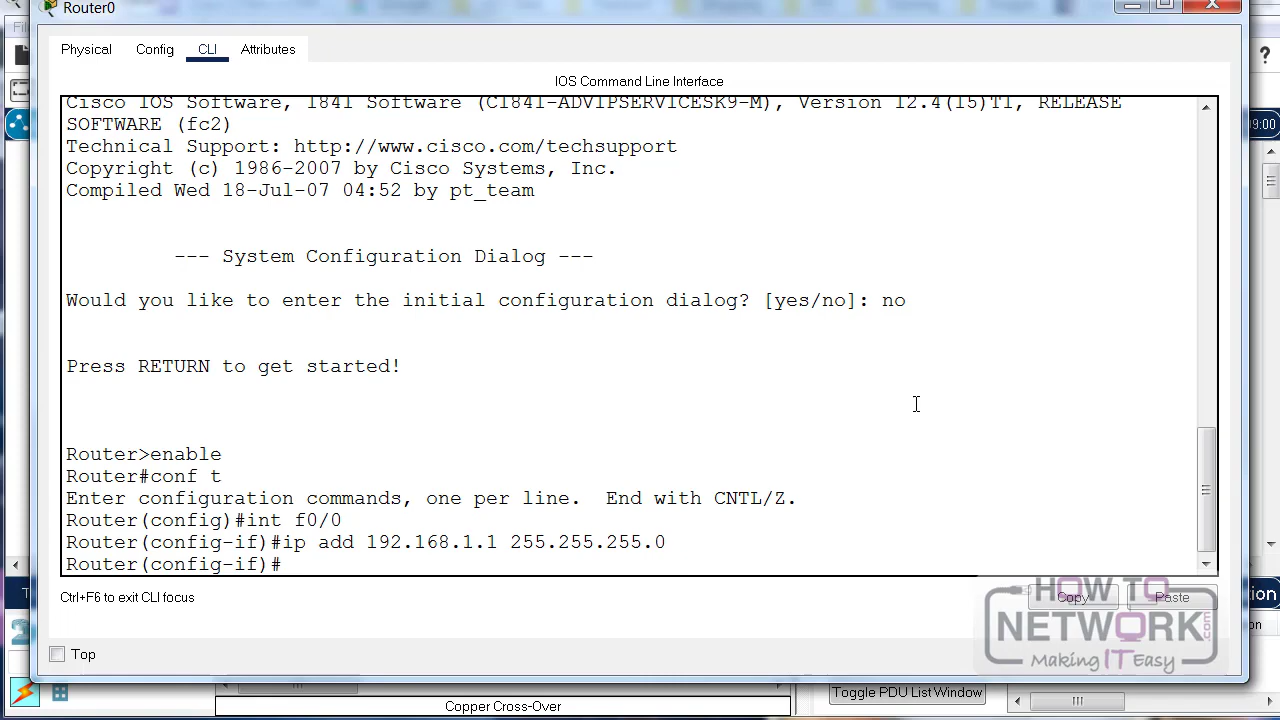 Router0
Physical Config CLI Attributes
IOS Command Line Interface
Cisco IOS Software, 1841 Software (C1841-ADVIPSERVICESK9-M), Version 12.4(15)T1, RELEASE
SOFTWARE (fc2)
Technical Support: http://www.cisco.com/techsupport
Copyright (c) 1986-2007 by Cisco Systems, Inc.
Compiled Wed 18-Jul-07 04:52 by pt_team
--- System Configuration Dialog ---
Would you like to enter the initial configuration dialog? [yes/no]: no
Press RETURN to get started!
Router>enable
Router#conf t
Enter configuration commands, one per line. End with CNTL/Z.
Router(config)#int f0/0
Router(config-if)#ip add 192.168.1.1 255.255.255.0
Router(config-if)#
Ctrl+F6 to exit CLI focus
Copy Paste
HOW TO
NETWORK.com
Making IT Easy
Top
Toggle PDU List Window
Copper Cross-Over